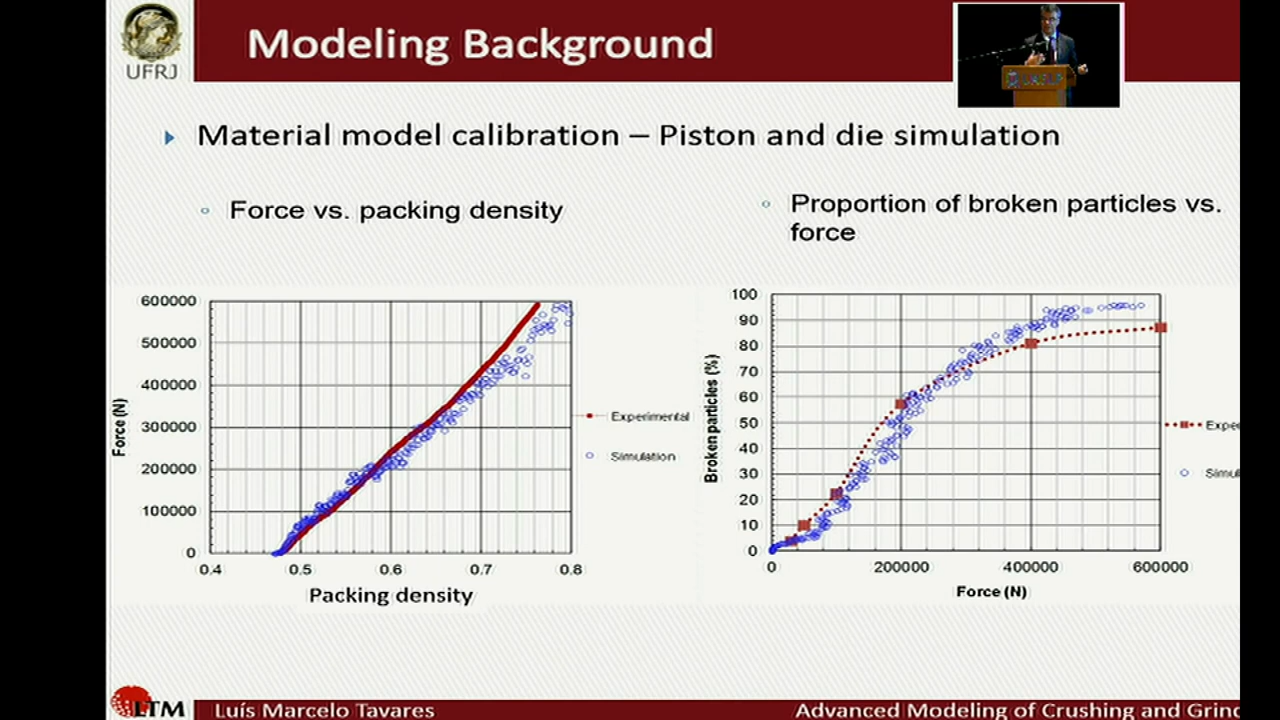 UFRJ
Modeling Background
Material model calibration – Piston and die simulation
Force vs. packing density
Proportion of broken particles vs.
force
600000
500000
400000
300000
200000
100000
0
0.4 0.5 0.6 0.7 0.8
Force (N)
Packing density
Experimental
Simulation
100
90
80
70
60
50
40
30
20
10
0
0 200000 400000 600000
Broken particles (%)
Force (N)
Expe
Simul
LTM
Luís Marcelo Tavares
Advanced Modeling of Crushing and Grind